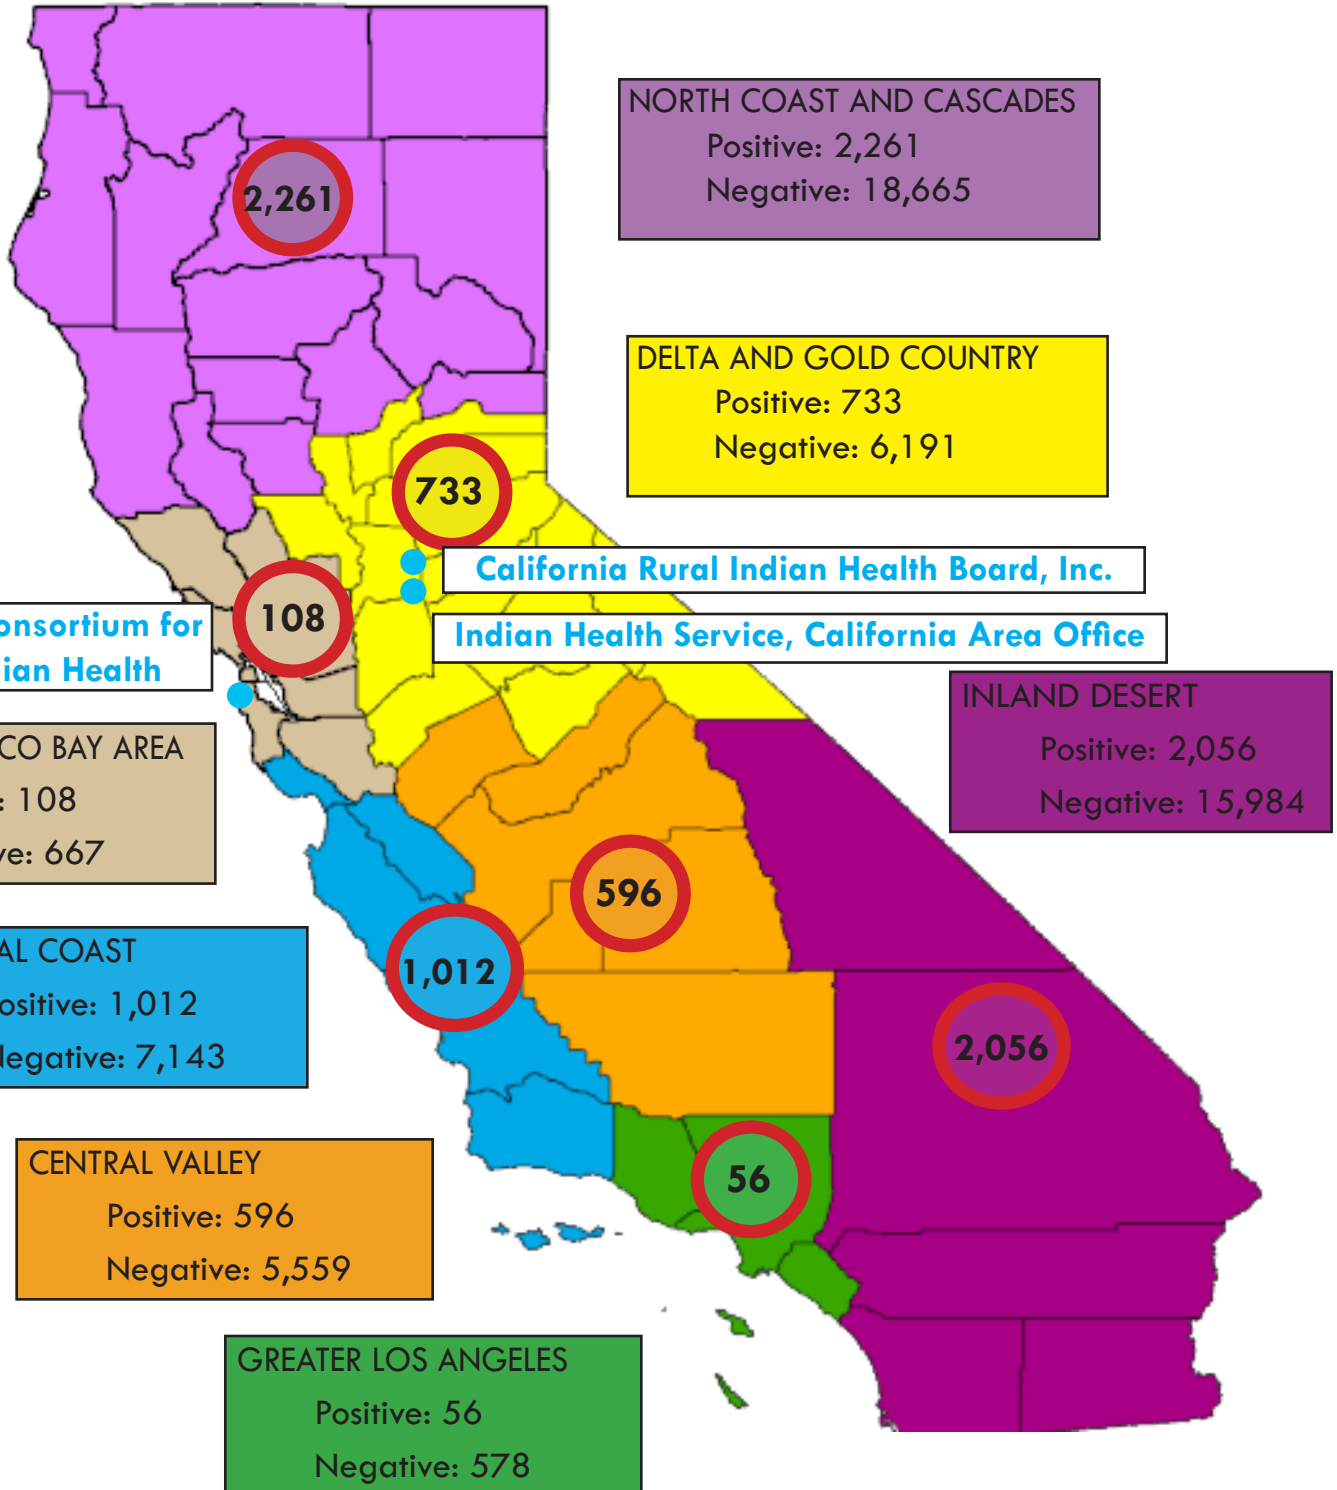 NORTH COAST AND CASCADES
Positive: 2,261
Negative: 18,665
2,261
DELTA AND GOLD COUNTRY
Positive: 733
Negative: 6,191
733
California Rural Indian Health Board, Inc.
Indian Health Service, California Area Office
108
onsortium for
ian Health
INLAND DESERT
Positive: 2,056
Negative: 15,984
CO BAY AREA
: 108
ve: 667
596
AL COAST
ositive: 1,012
Negative: 7,143
1,012
2,056
CENTRAL VALLEY
Positive: 596
Negative: 5,559
56
GREATER LOS ANGELES
Positive: 56
Negative: 578